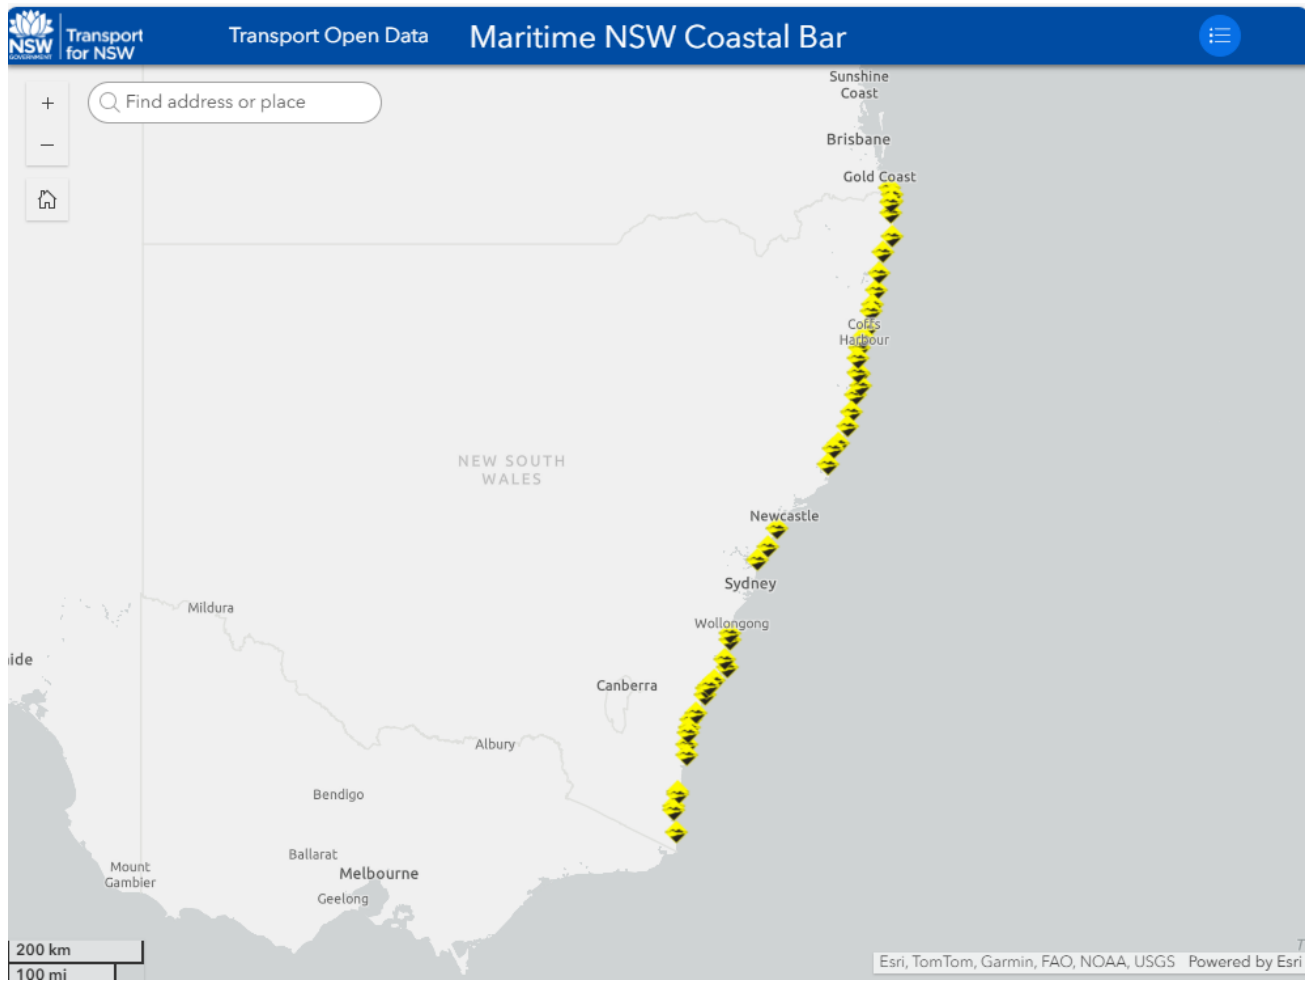 NSW
GOVERNMENT
Transport
for NSW
Transport Open Data
Maritime NSW Coastal Bar
+
Find address or place
−
Sunshine
Coast
Brisbane
Gold Coast
Coffs
Harbour
NEW SOUTH
WALES
Newcastle
Sydney
Mildura
Wollongong
ide
Canberra
Albury
Bendigo
Ballarat
Mount
Gambier
Melbourne
Geelong
200 km
100 mi
T
Esri, TomTom, Garmin, FAO, NOAA, USGS Powered by Esri